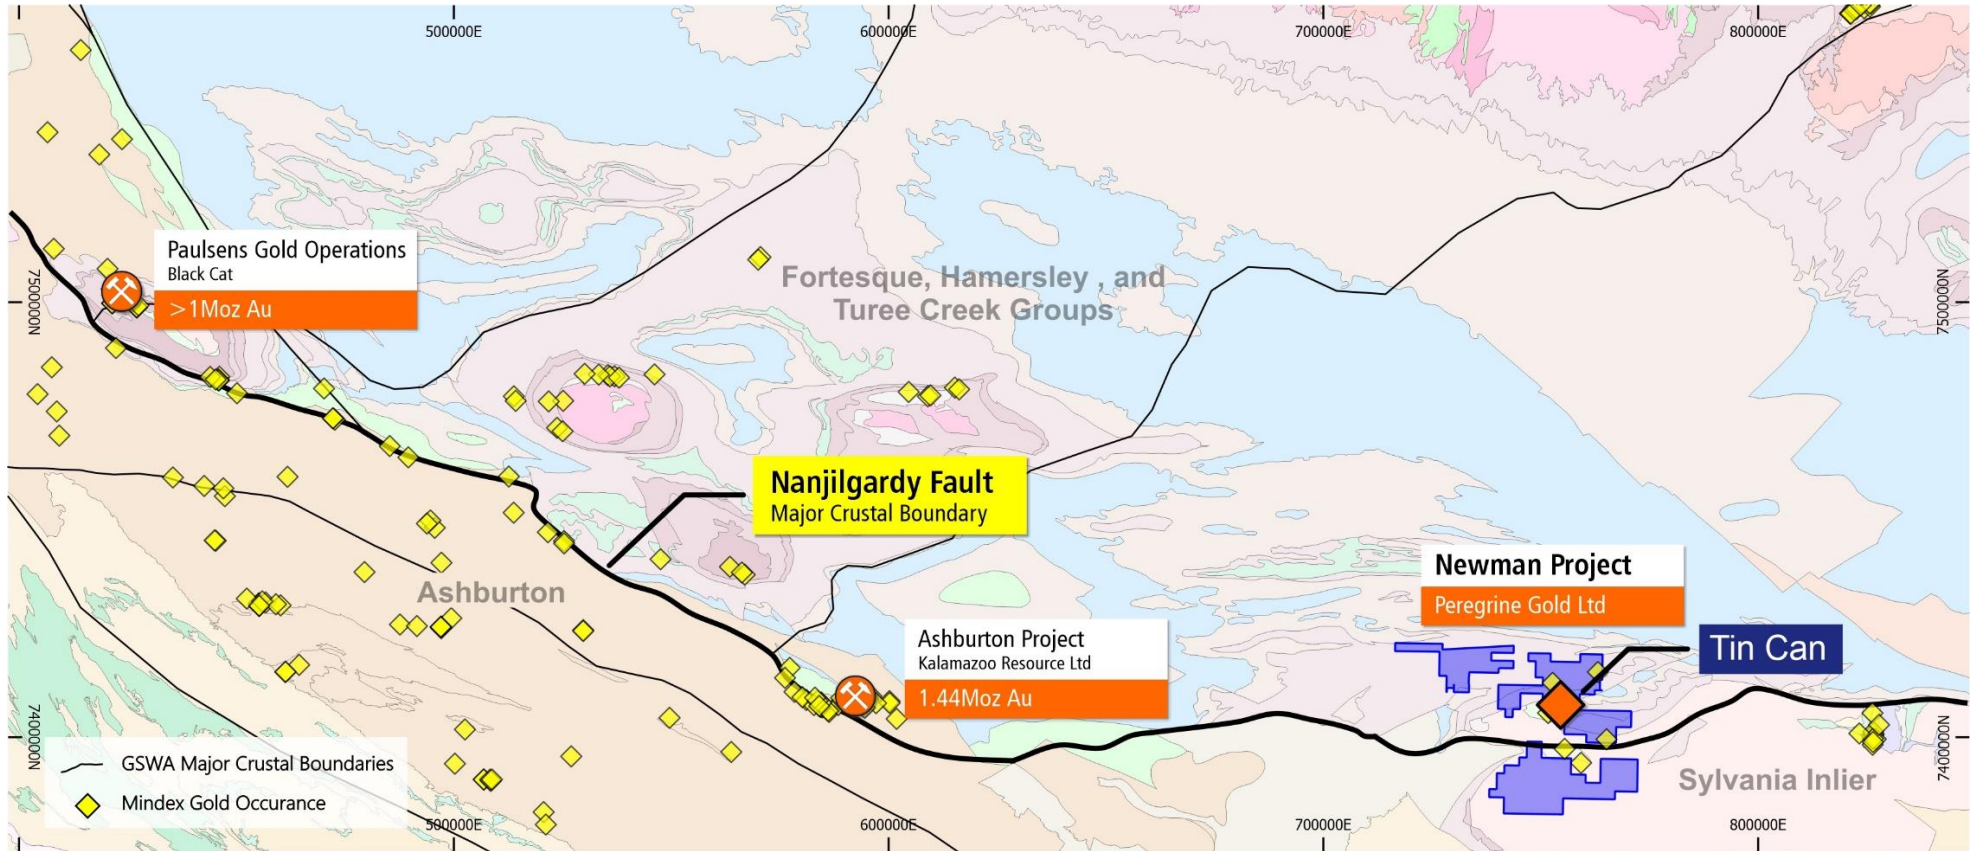 500000E
600000E
700000E
800000E
Paulsens Gold Operations
Black Cat
>1Moz Au
7500000N
7500000N
Fortesque, Hamersley , and
Turee Creek Groups
Nanjilgardy Fault
Major Crustal Boundary
Ashburton
Newman Project
Peregrine Gold Ltd
Tin Can
Ashburton Project
Kalamazoo Resource Ltd
1.44Moz Au
7400000N
7400000N
Sylvania Inlier
GSWA Major Crustal Boundaries
Mindex Gold Occurance
500000E
600000E
700000E
800000E